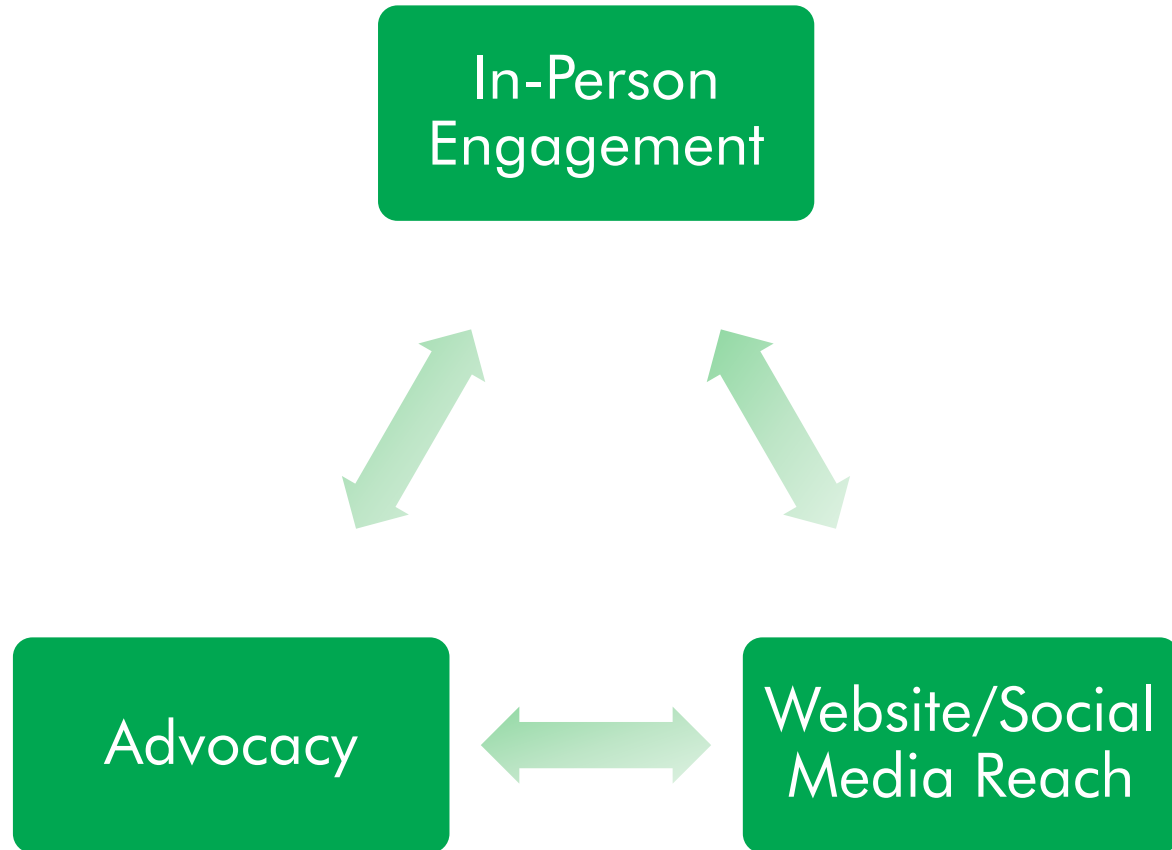 In-Person
Engagement
Advocacy
Website/Social
Media Reach